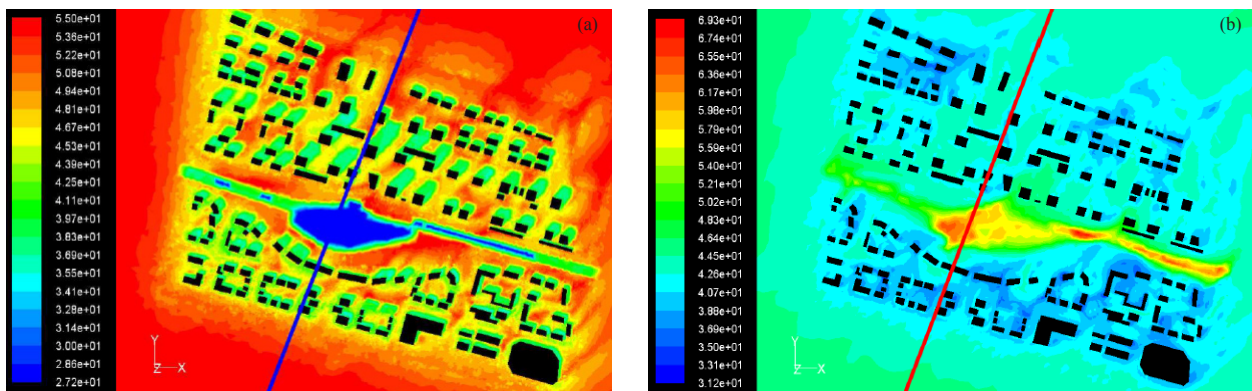 5.50e+01
5.36e+01
5.22e+01
5.08e+01
4.94e+01
4.81e+01
4.67e+01
4.53e+01
4.39e+01
4.25e+01
4.11e+01
3.97e+01
3.83e+01
3.69e+01
3.55e+01
3.41e+01
3.28e+01
3.14e+01
3.00e+01
2.86e+01
2.72e+01
(a)
Y
Z X
6.93e+01
6.74e+01
6.55e+01
6.36e+01
6.17e+01
5.98e+01
5.79e+01
5.59e+01
5.40e+01
5.21e+01
5.02e+01
4.83e+01
4.64e+01
4.45e+01
4.26e+01
4.07e+01
3.88e+01
3.69e+01
3.50e+01
3.31e+01
3.12e+01
(b)
Y
Z X